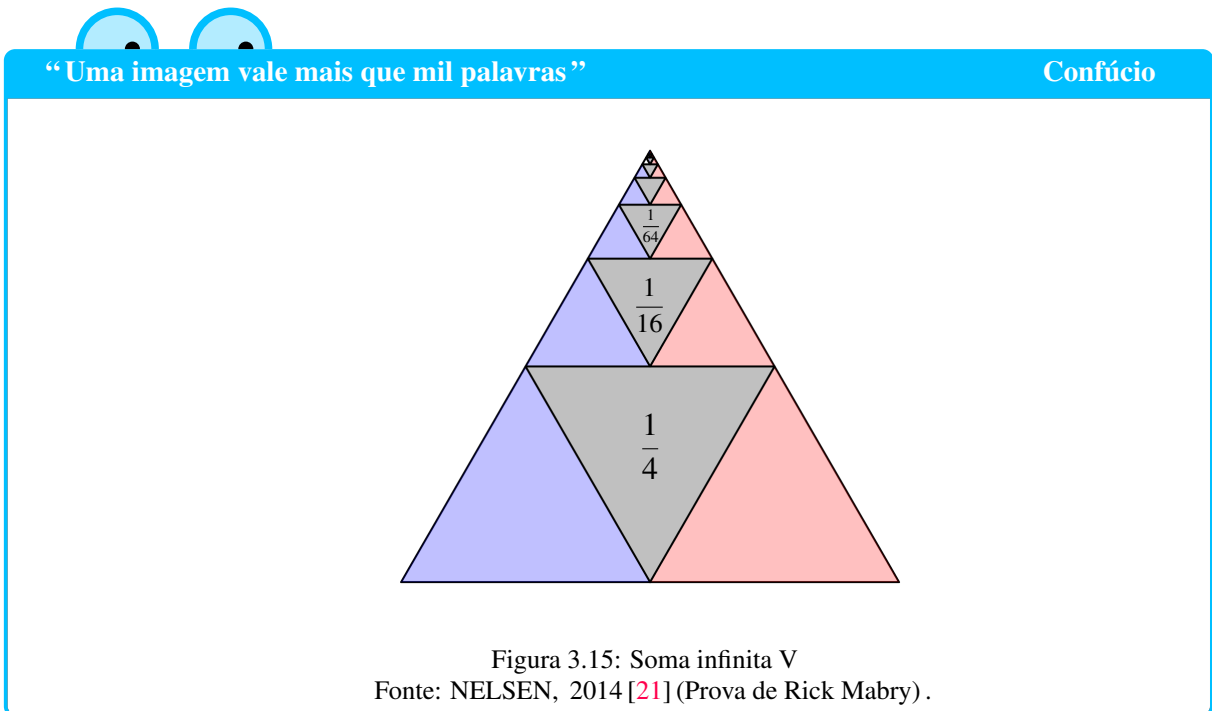 “Uma imagem vale mais que mil palavras” Confúcio
1
64
1
16
1
4
Figura 3.15: Soma infinita V
Fonte: NELSEN, 2014 [21] (Prova de Rick Mabry) .